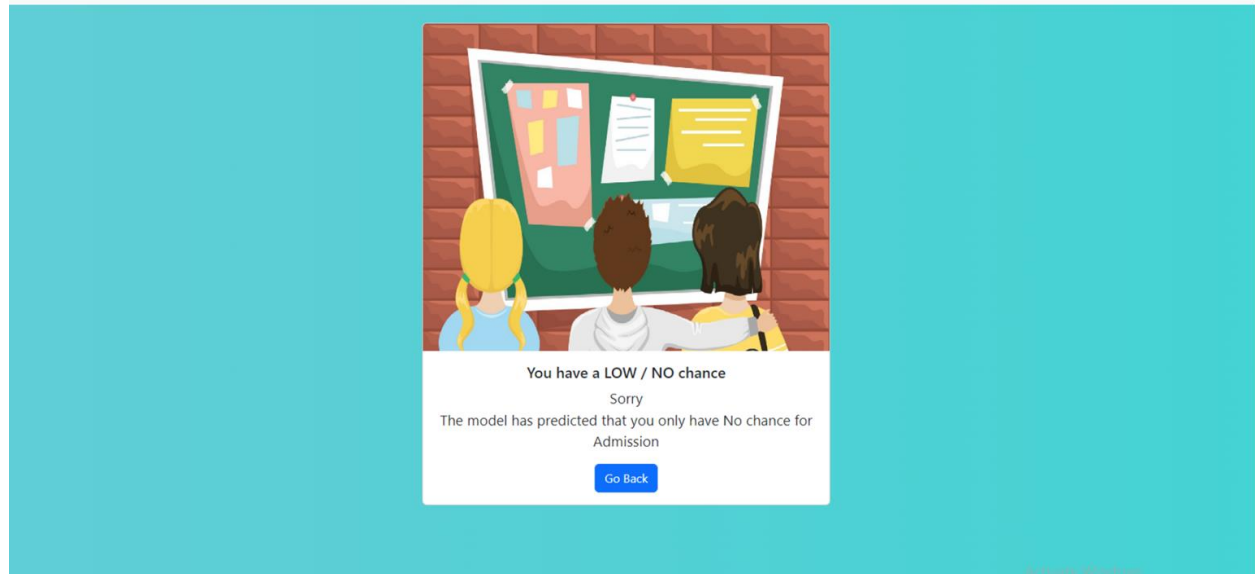 You have a LOW / NO chance
Sorry
The model has predicted that you only have No chance for
Admission
Go Back